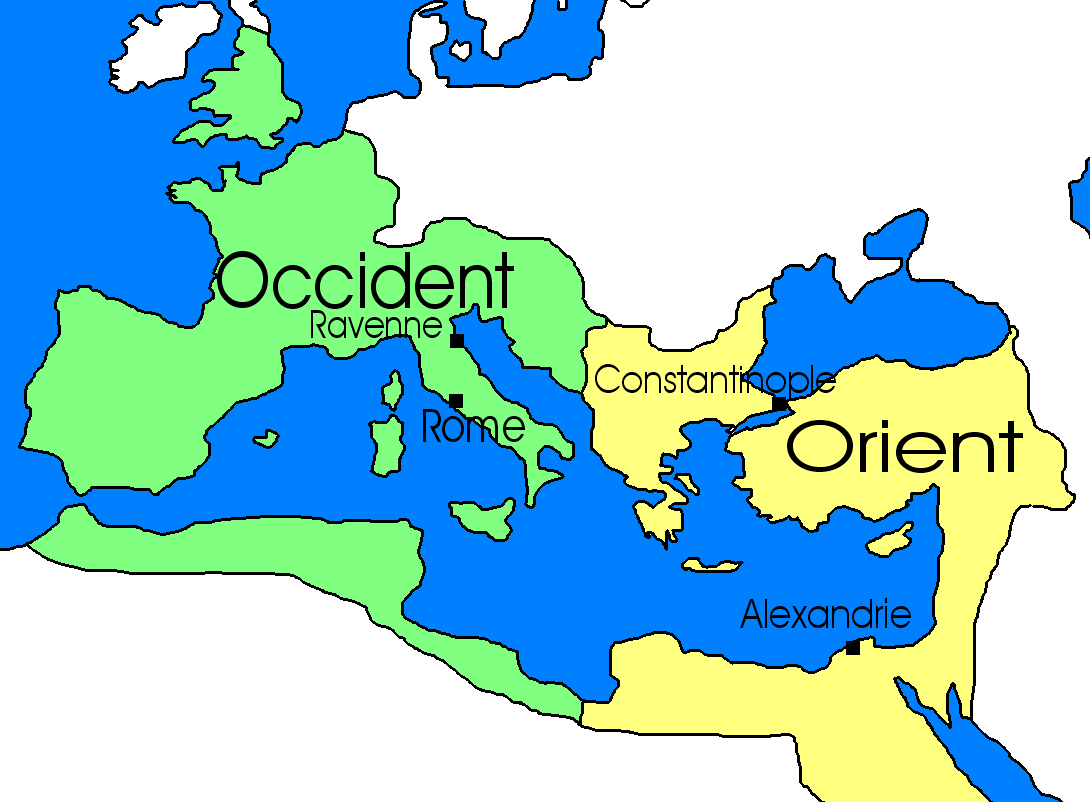 Occident
Ravenne
Constantinople
Rome
Orient
Alexandrie